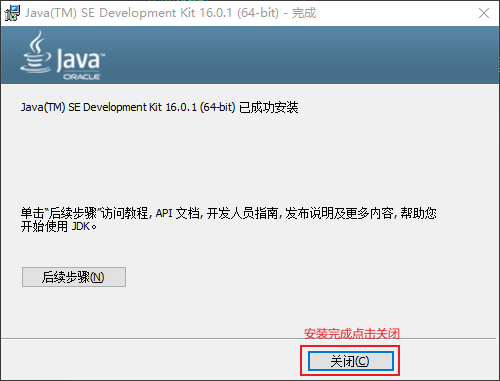 Java(TM) SE Development Kit 16.0.1 (64-bit) - 完成
Java™
ORACLE
Java(TM) SE Development Kit 16.0.1 (64-bit) 已成功安装
单击“后续步骤”访问教程, API 文档, 开发人员指南, 发布说明及更多内容, 帮助您
开始使用 JDK。
后续步骤(N)
安装完成点击关闭
关闭(C)